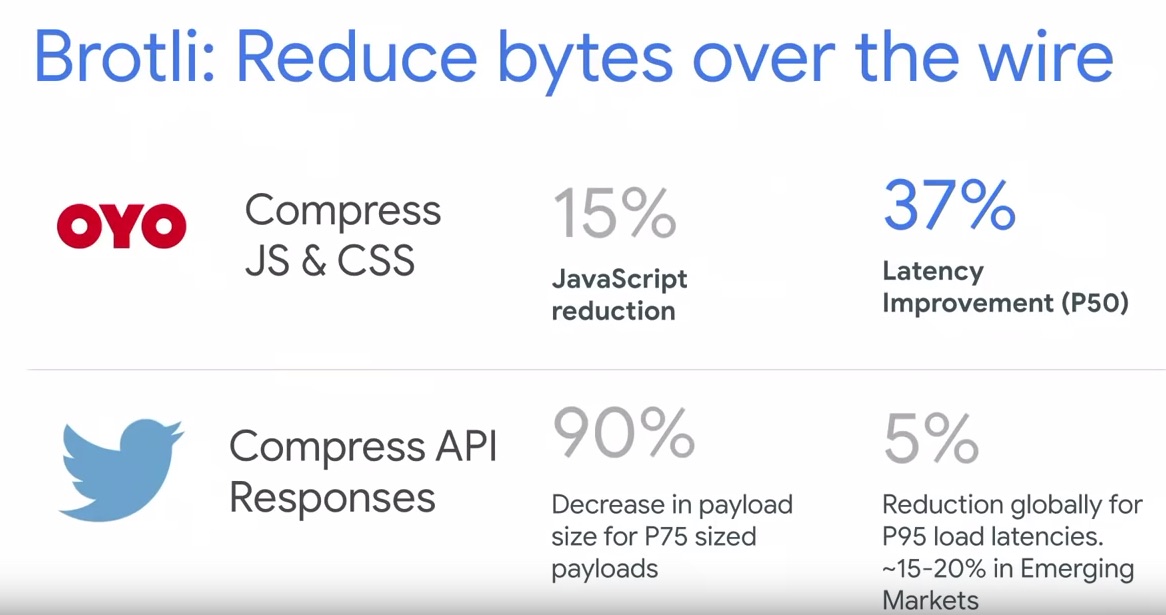 Brotli: Reduce bytes over the wire
OYO
Compress
JS & CSS
15%
JavaScript
reduction
37%
Latency
Improvement (P50)
Compress API
Responses
90%
Decrease in payload
size for P75 sized
payloads
5%
Reduction globally for
P95 load latencies.
~15-20% in Emerging
Markets